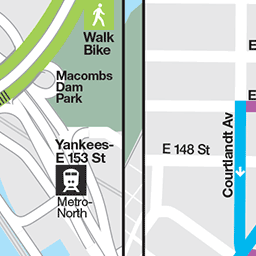 Walk
Bike
Macombs
Dam
Park
Yankees-
E 153 St
Metro-
North
E
E
E 148 St
Courtlandt Av